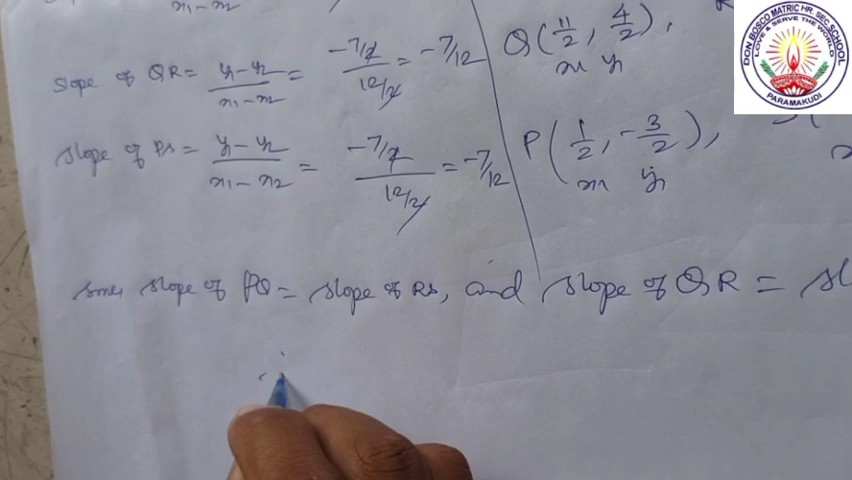 x₁-x₂
slope of QR = y₁-y₂/x₁-x₂ = -7/2 / 12/2 = -7/12
slope of PS = y₁-y₂/x₁-x₂ = -7/2 / 12/2 = -7/12
Q(11/2, 4/2),
x₁ y₁
P(1/2, -3/2),
x₁ y₁
Since slope of PQ = slope of RS, and slope of QR = sl
DON BOSCO MATRIC HR. SEC. SCHOOL
LOVE & SERVE THE WORLD
PARAMAKUDI